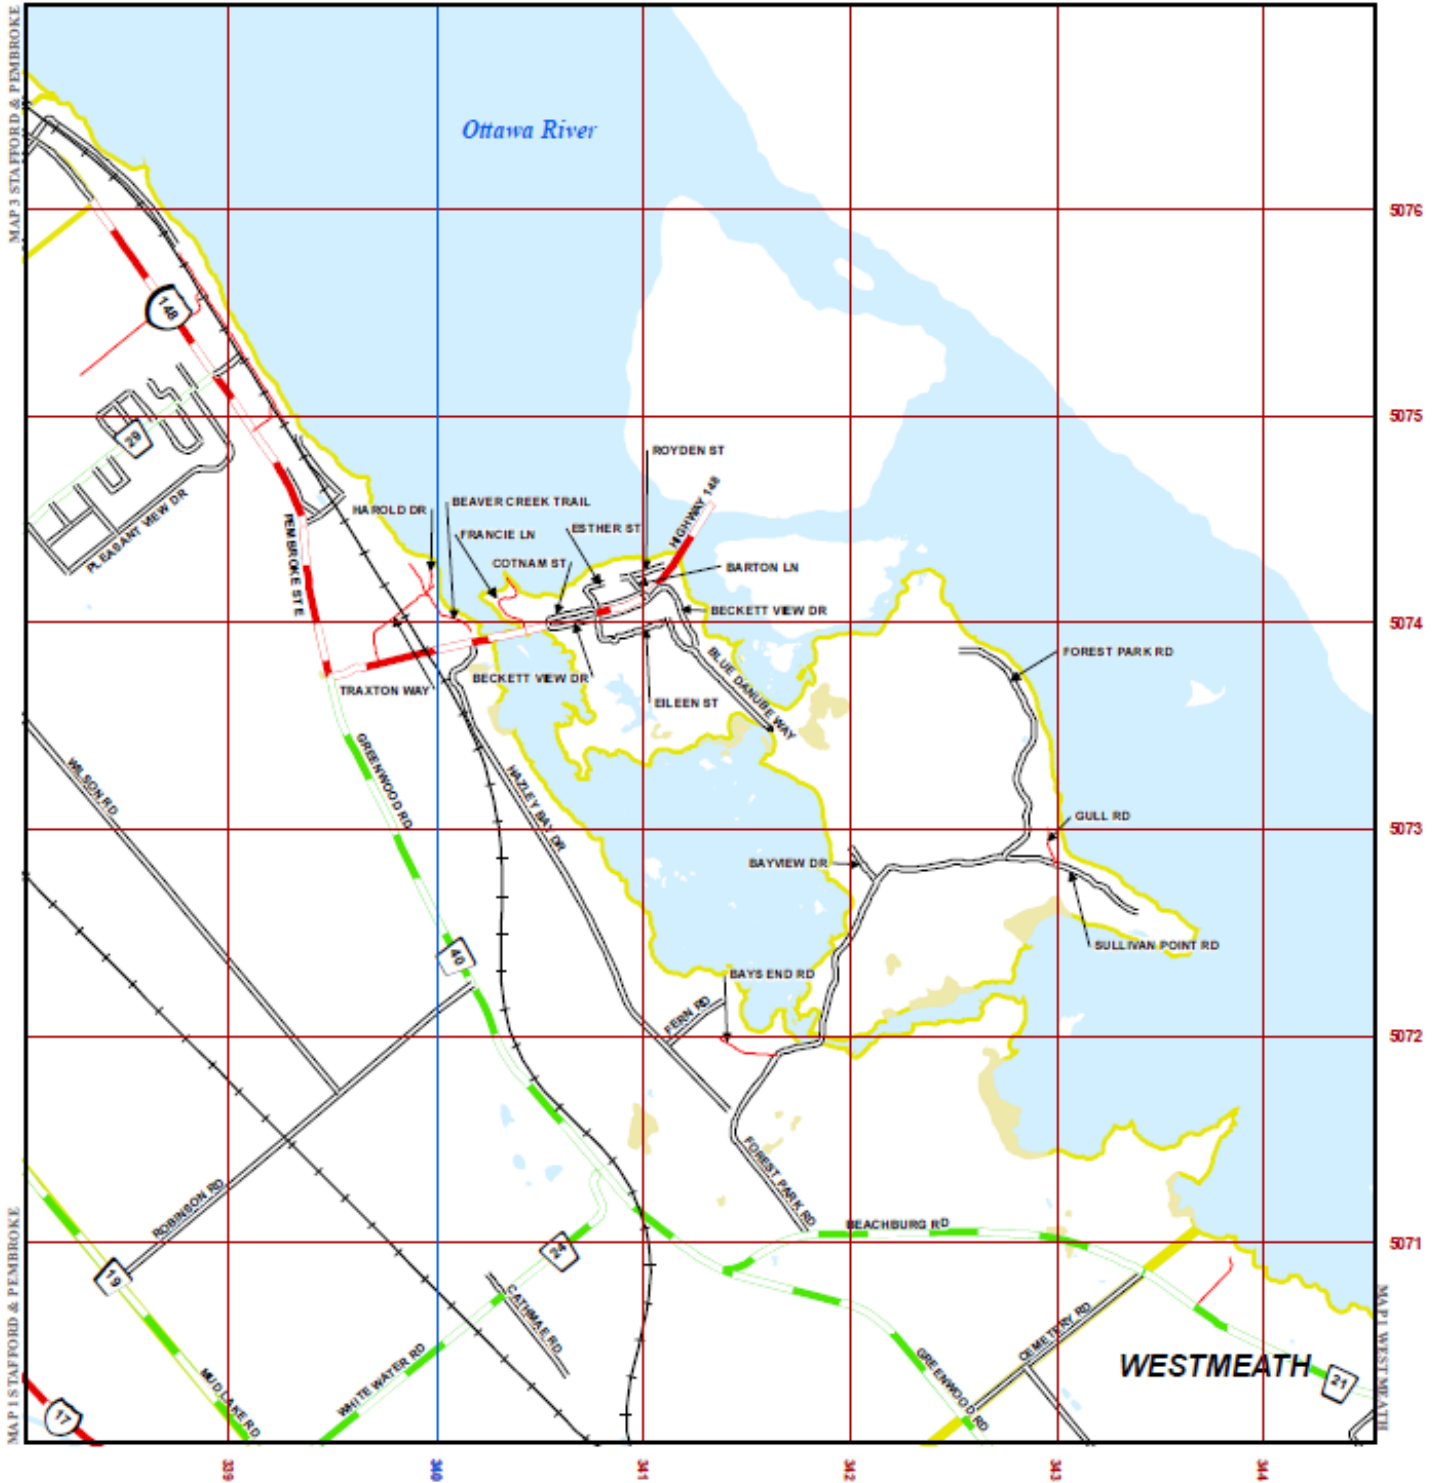 MAP 3 STAFFORD & PEMBROKE
Ottawa River
5076
148
5075
29
PLEASANT VIEW DR
ROYDEN ST
HIGHWAY 148
BEAVER CREEK TRAIL
HAROLD DR
PEMBROKE ST E
FRANCIE LN
ESTHER ST
COTNAM ST
BARTON LN
BECKETT VIEW DR
5074
FOREST PARK RD
BLUE DANUBE WAY
BECKETT VIEW DR
TRAXTON WAY
EILEEN ST
WILSON RD
GREENWOOD RD
HAZLEY BAY DR
GULL RD
5073
BAYVIEW DR
SULLIVAN POINT RD
40
BAYS END RD
FERN RD
5072
ROBINSON RD
FOREST PARK RD
BEACHBURG RD
24
5071
19
CATHMAE RD
CEMETERY RD
MAP 1 STAFFORD & PEMBROKE
MAP 1 WESTMEATH
WHITE WATER RD
GREENWOOD RD
WESTMEATH
21
MUD LAKE RD
17
339
340
341
342
343
344